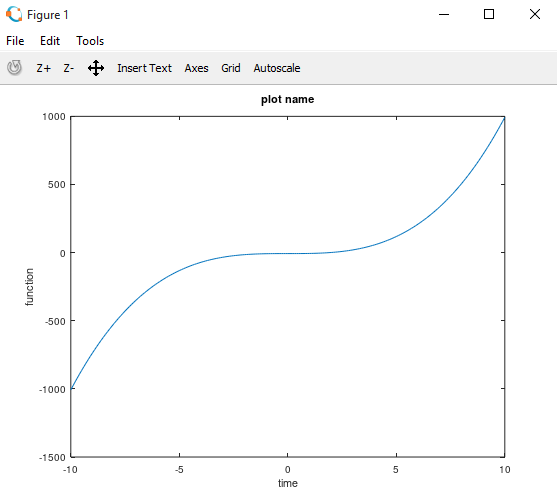 Figure 1
File Edit Tools
Z+ Z- Insert Text Axes Grid Autoscale
plot name
1000
500
0
-500
-1000
-1500
function
-10 -5 0 5 10
time